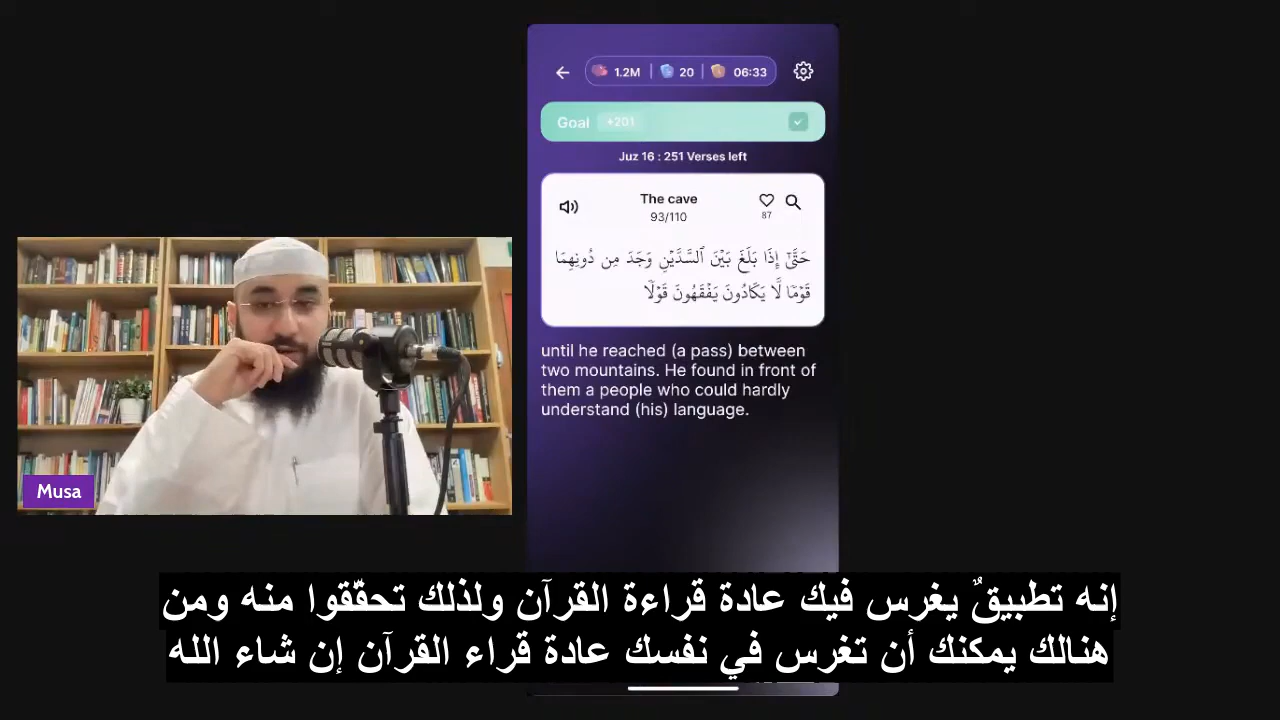 1.2M 20 06:33
Goal +201
Juz 16 : 251 Verses left
The cave
93/110
87
حَتَّىٰٓ إِذَا بَلَغَ بَيْنَ ٱلسَّدَّيْنِ وَجَدَ مِن دُونِهِمَا
قَوْمًا لَّا يَكَادُونَ يَفْقَهُونَ قَوْلًا
until he reached (a pass) between
two mountains. He found in front of
them a people who could hardly
understand (his) language.
Musa
إنه تطبيقٌ يغرس فيك عادة قراءة القرآن ولذلك تحقّقوا منه ومن
هنالك يمكنك أن تغرس في نفسك عادة قراء القرآن إن شاء الله